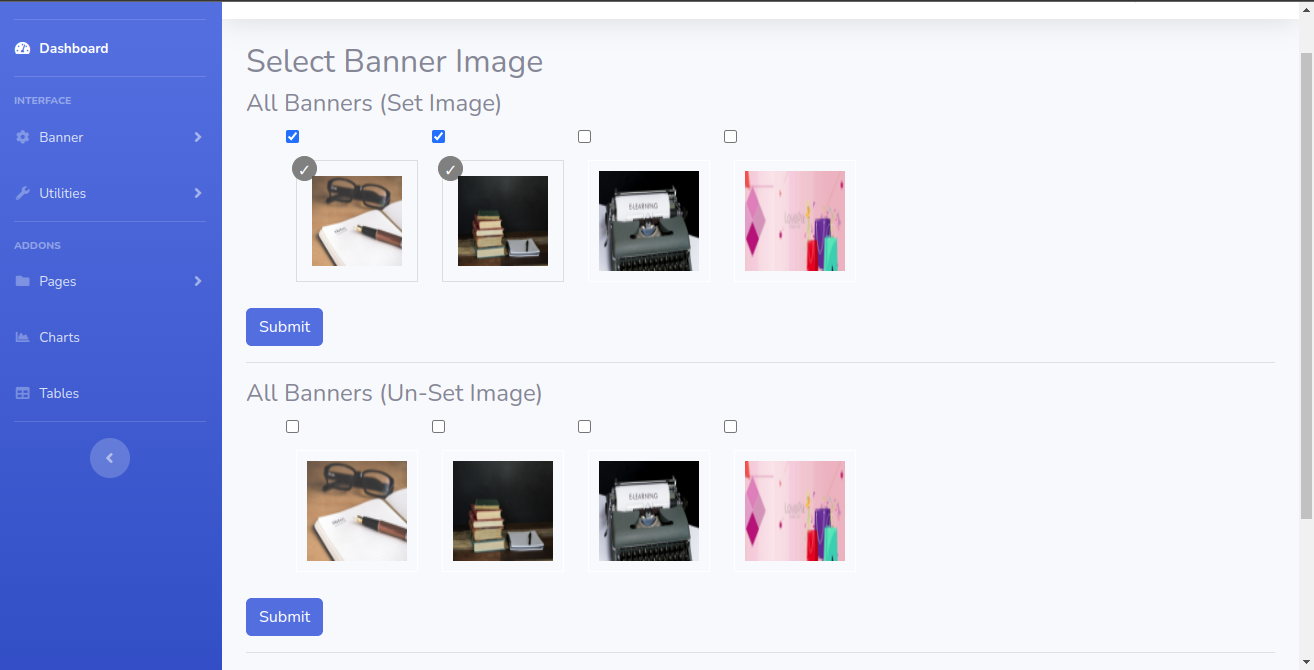 Dashboard
INTERFACE
Banner
Utilities
ADDONS
Pages
Charts
Tables
Select Banner Image
All Banners (Set Image)
E-LEARNING
Submit
All Banners (Un-Set Image)
E-LEARNING
Submit